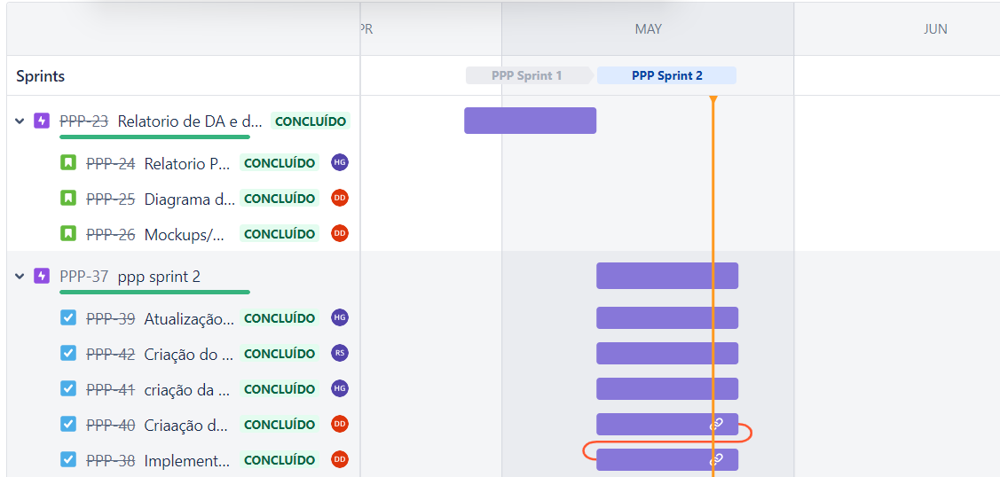 PR MAY JUN
Sprints PPP Sprint 1 PPP Sprint 2
PPP-23 Relatorio de DA e d... CONCLUÍDO
PPP-24 Relatorio P... CONCLUÍDO HG
PPP-25 Diagrama d... CONCLUÍDO DD
PPP-26 Mockups/... CONCLUÍDO DD
PPP-37 ppp sprint 2
PPP-39 Atualização... CONCLUÍDO HG
PPP-42 Criação do ... CONCLUÍDO RS
PPP-41 criação da ... CONCLUÍDO HG
PPP-40 Criaação d... CONCLUÍDO DD
PPP-38 Implement... CONCLUÍDO DD